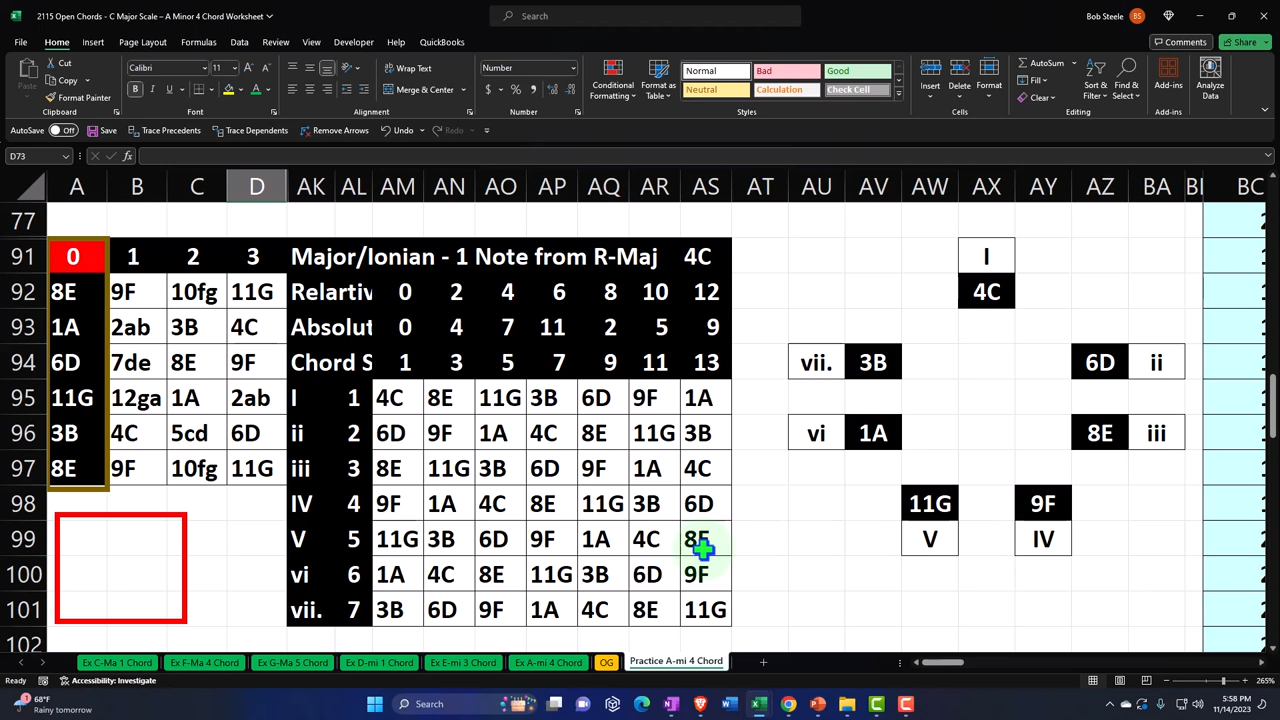 2115 Open Chords - C Major Scale – A Minor 4 Chord Worksheet
Search
Bob Steele
BS
File Home Insert Page Layout Formulas Data Review View Developer Help QuickBooks
Comments
Share
Cut
Copy
Format Painter
Clipboard
Calibri 11
B I U
Font
Wrap Text
Merge & Center
Alignment
Number
$ % ,
Number
Conditional Formatting
Format as Table
Normal Bad Good
Neutral Calculation Check Cell
Styles
Insert Delete Format
Cells
AutoSum
Fill
Clear
Sort & Filter
Find & Select
Editing
Add-ins
Add-ins
Analyze Data
AutoSave Off Save Trace Precedents Trace Dependents Remove Arrows Undo Redo
D73 fx
A B C D AK AL AM AN AO AP AQ AR AS AT AU AV AW AX AY AZ BA BC
77
91 0 1 2 3 Major/Ionian - 1 Note from R-Maj 4C I
92 8E 9F 10fg 11G Relartiv 0 2 4 6 8 10 12 4C
93 1A 2ab 3B 4C Absolut 0 4 7 11 2 5 9
94 6D 7de 8E 9F Chord S 1 3 5 7 9 11 13 vii. 3B 6D ii
95 11G 12ga 1A 2ab I 1 4C 8E 11G 3B 6D 9F 1A
96 3B 4C 5cd 6D ii 2 6D 9F 1A 4C 8E 11G 3B vi 1A 8E iii
97 8E 9F 10fg 11G iii 3 8E 11G 3B 6D 9F 1A 4C
98 IV 4 9F 1A 4C 8E 11G 3B 6D 11G 9F
99 V 5 11G 3B 6D 9F 1A 4C 8E V IV
100 vi 6 1A 4C 8E 11G 3B 6D 9F
101 vii. 7 3B 6D 9F 1A 4C 8E 11G
102
Ex C-Ma 1 Chord Ex F-Ma 4 Chord Ex G-Ma 5 Chord Ex D-mi 1 Chord Ex E-mi 3 Chord Ex A-mi 4 Chord OG Practice A-mi 4 Chord
Ready Accessibility: Investigate 265%
68°F
Rainy tomorrow
Search
5:58 PM
11/14/2023